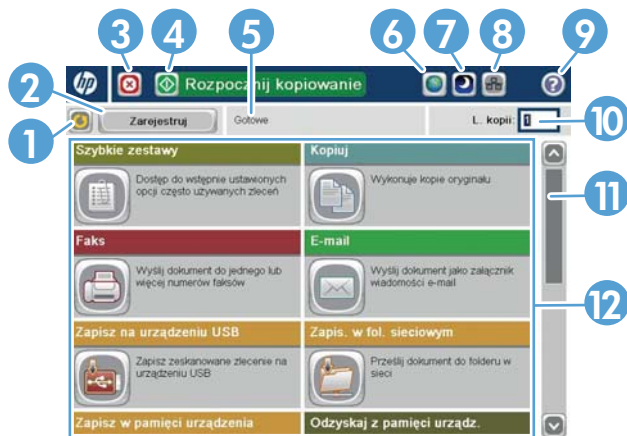 3 4 5 6 7 8 9
hp Rozpocznij kopiowanie
2 Zarejestruj Gotowe L. kopii: 1 10
1
Szybkie zestawy
Dostęp do wstępnie ustawionych
opcji często używanych zleceń
Kopiuj
Wykonuje kopie oryginału
11
Faks
Wyślij dokument do jednego lub
więcej numerów faksów
E-mail
Wyślij dokument jako załącznik
wiadomości e-mail
12
Zapisz na urządzeniu USB
Zapisz zeskanowane zlecenie na
urządzeniu USB
Zapis. w fol. sieciowym
Prześlij dokument do folderu w
sieci
Zapisz w pamięci urządzenia
Odzyskaj z pamięci urządz.